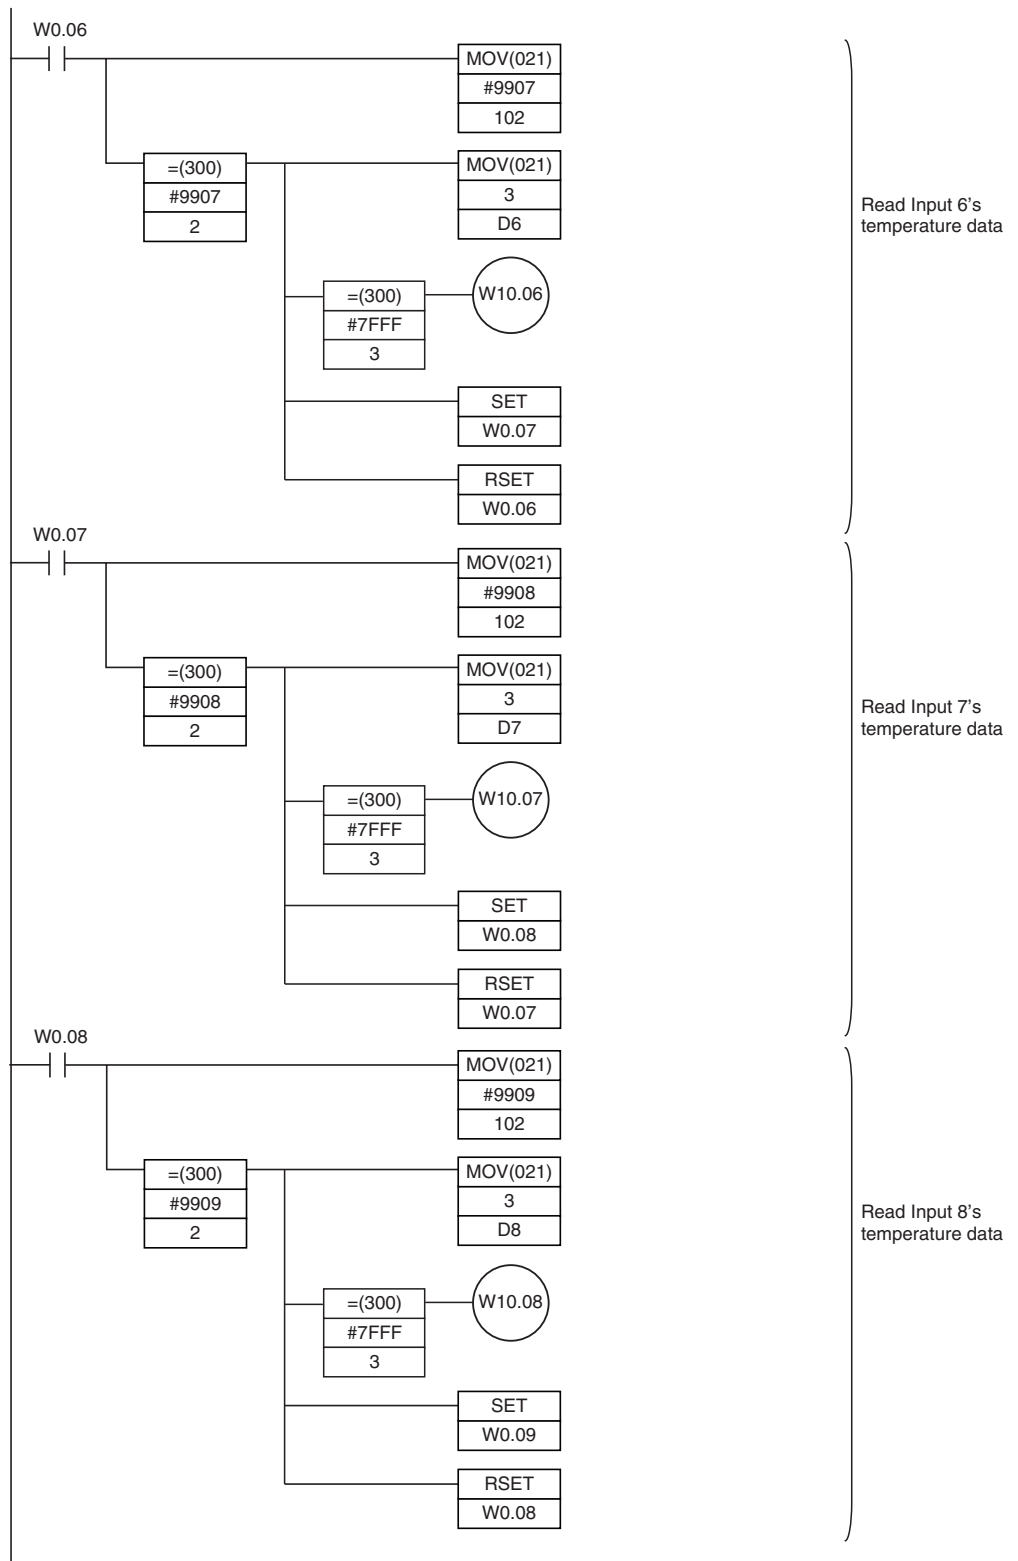 W0.06
MOV(021)
#9907
102
=(300)
#9907
2
MOV(021)
3
D6
=(300)
#7FFF
3
W10.06
SET
W0.07
RSET
W0.06
Read Input 6's
temperature data
W0.07
MOV(021)
#9908
102
=(300)
#9908
2
MOV(021)
3
D7
=(300)
#7FFF
3
W10.07
SET
W0.08
RSET
W0.07
Read Input 7's
temperature data
W0.08
MOV(021)
#9909
102
=(300)
#9909
2
MOV(021)
3
D8
=(300)
#7FFF
3
W10.08
SET
W0.09
RSET
W0.08
Read Input 8's
temperature data